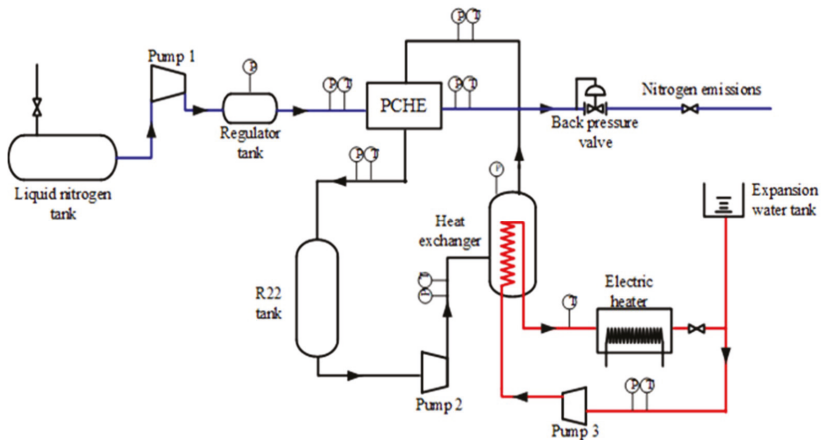 P
T
Pump 1
P
P
T
PCHE
P
T
Nitrogen emissions
Regulator
tank
Back pressure
valve
P
T
Liquid nitrogen
tank
Heat
exchanger
Expansion
water tank
R22
tank
Electric
heater
T
P
T
Pump 2
Pump 3